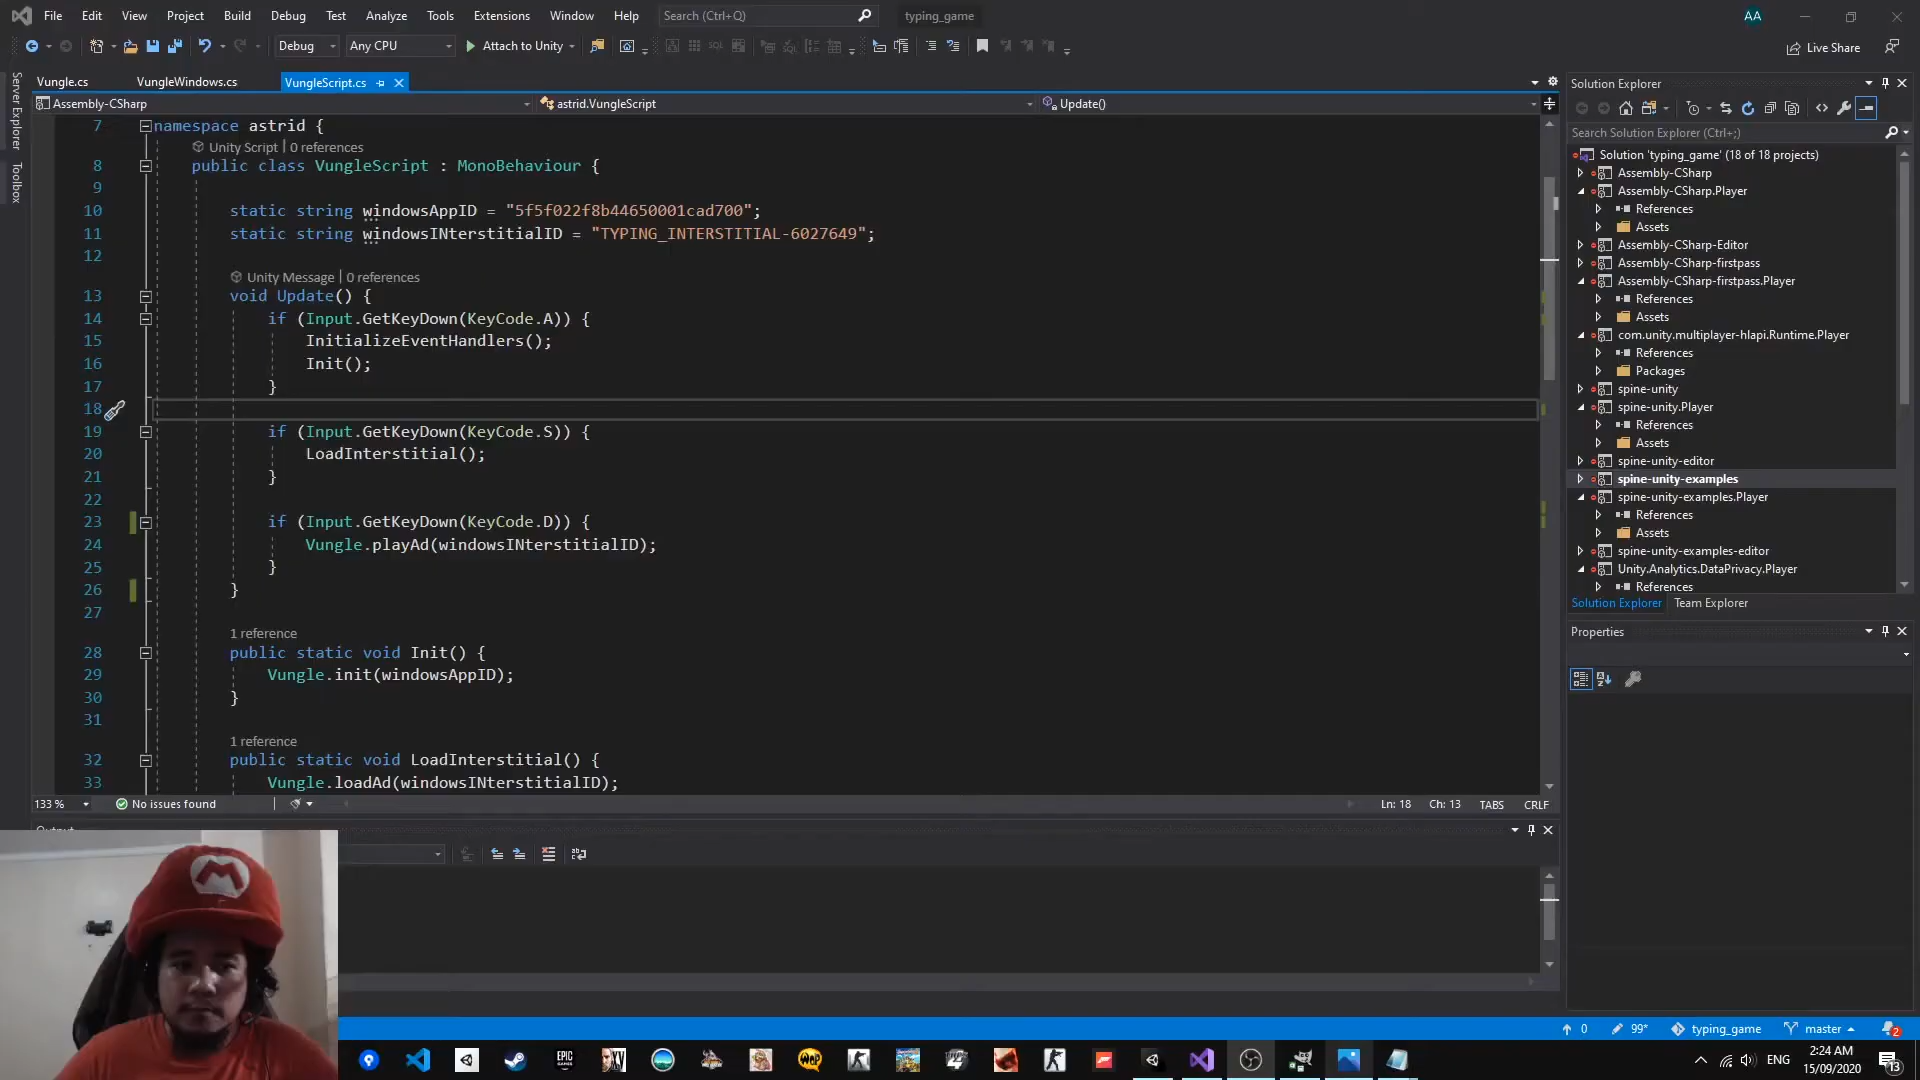 File Edit View Project Build Debug Test Analyze Tools Extensions Window Help Search (Ctrl+Q) typing_game AA
Debug Any CPU Attach to Unity Live Share
Vungle.cs VungleWindows.cs VungleScript.cs
Assembly-CSharp astrid.VungleScript Update()
Server Explorer
Toolbox
7 namespace astrid {
Unity Script | 0 references
8 public class VungleScript : MonoBehaviour {
9
10 static string windowsAppID = "5f5f022f8b44650001cad700";
11 static string windowsINterstitialID = "TYPING_INTERSTITIAL-6027649";
12
Unity Message | 0 references
13 void Update() {
14 if (Input.GetKeyDown(KeyCode.A)) {
15 InitializeEventHandlers();
16 Init();
17 }
18
19 if (Input.GetKeyDown(KeyCode.S)) {
20 LoadInterstitial();
21 }
22
23 if (Input.GetKeyDown(KeyCode.D)) {
24 Vungle.playAd(windowsINterstitialID);
25 }
26 }
27
1 reference
28 public static void Init() {
29 Vungle.init(windowsAppID);
30 }
31
1 reference
32 public static void LoadInterstitial() {
33 Vungle.loadAd(windowsINterstitialID);
133 % No issues found Ln: 18 Ch: 13 TABS CRLF
Output
Solution Explorer
Search Solution Explorer (Ctrl+;)
Solution 'typing_game' (18 of 18 projects)
Assembly-CSharp
Assembly-CSharp.Player
References
Assets
Assembly-CSharp-Editor
Assembly-CSharp-firstpass
Assembly-CSharp-firstpass.Player
References
Assets
com.unity.multiplayer-hlapi.Runtime.Player
References
Packages
spine-unity
spine-unity.Player
References
Assets
spine-unity-editor
spine-unity-examples
spine-unity-examples.Player
References
Assets
spine-unity-examples-editor
Unity.Analytics.DataPrivacy.Player
References
Solution Explorer Team Explorer
Properties
0 99* typing_game master 2
ENG 2:24 AM
15/09/2020 13